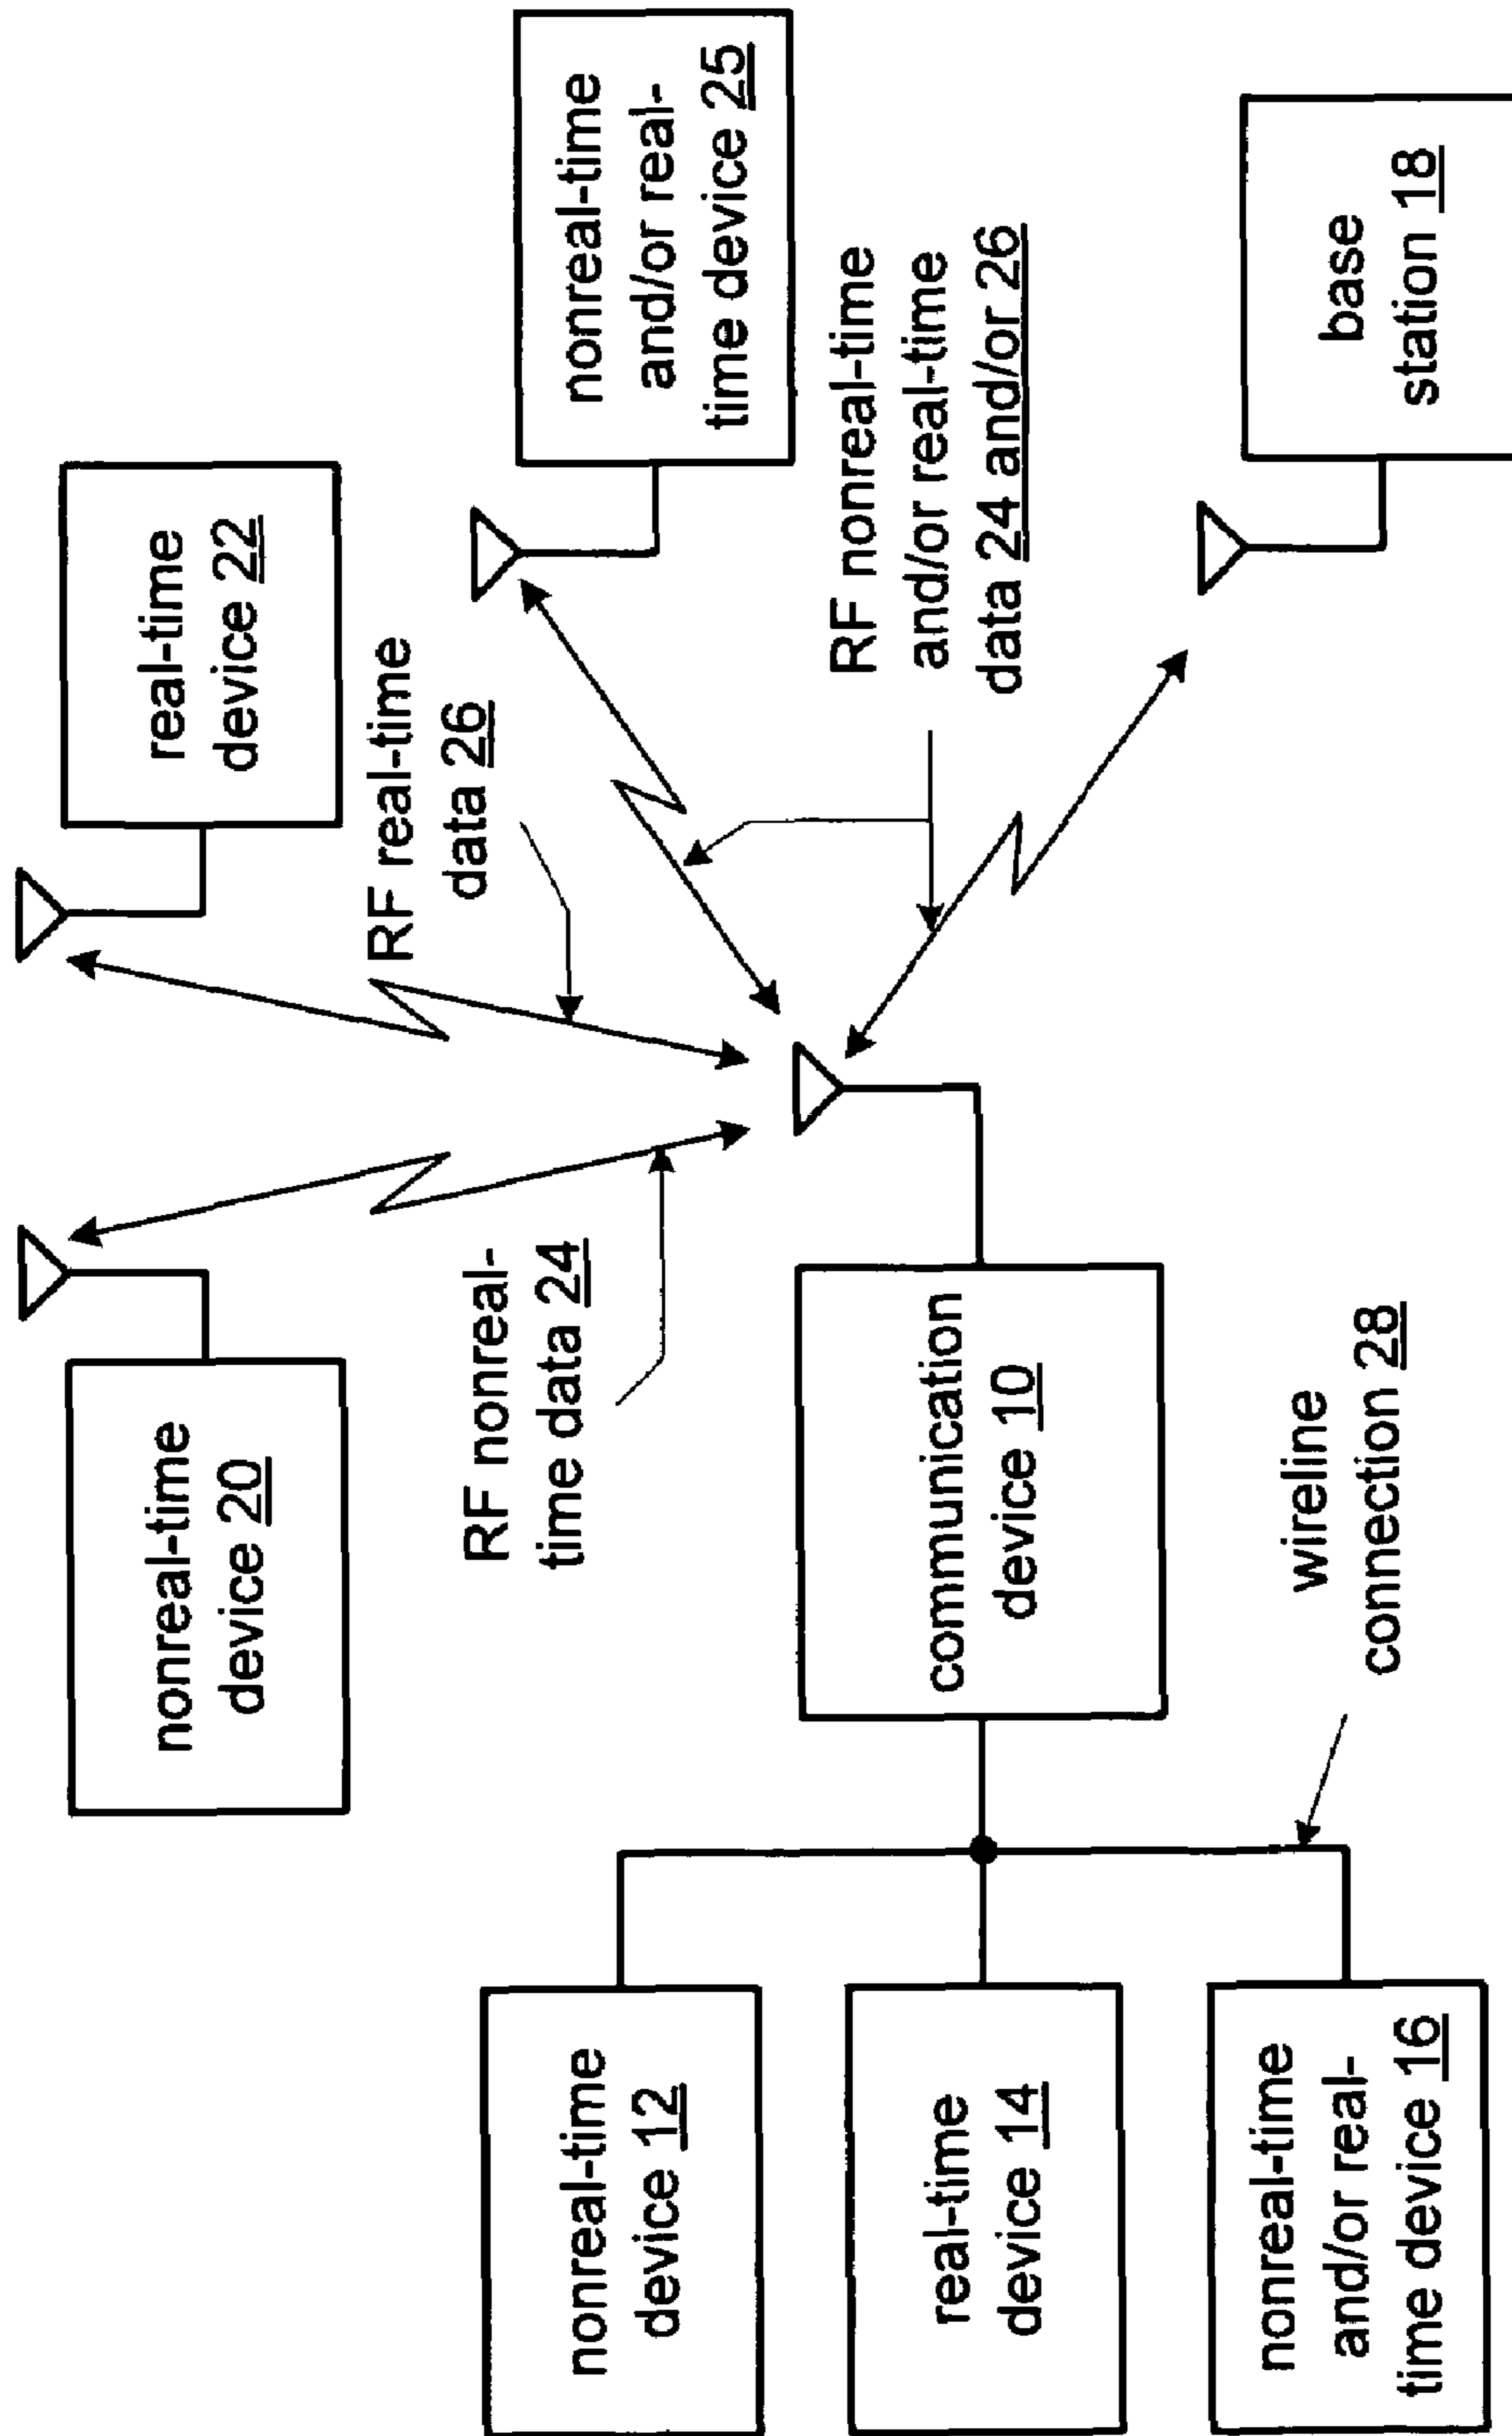 nonreal-time
device 20
real-time
device 22
RF nonreal-
time data 24
RF real-time
data 26
nonreal-time
and/or real-
time device 25
nonreal-time
device 12
real-time
device 14
nonreal-time
and/or real-
time device 16
communication
device 10
wireline
connection 28
RF nonreal-time
and/or real-time
data 24 and/or 26
base
station 18